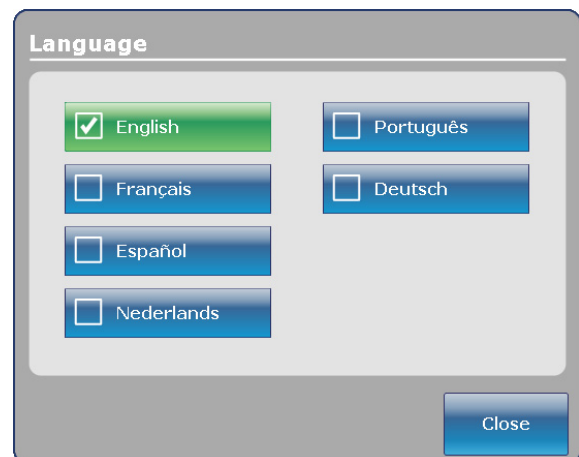 Language
English
Français
Español
Nederlands
Português
Deutsch
Close